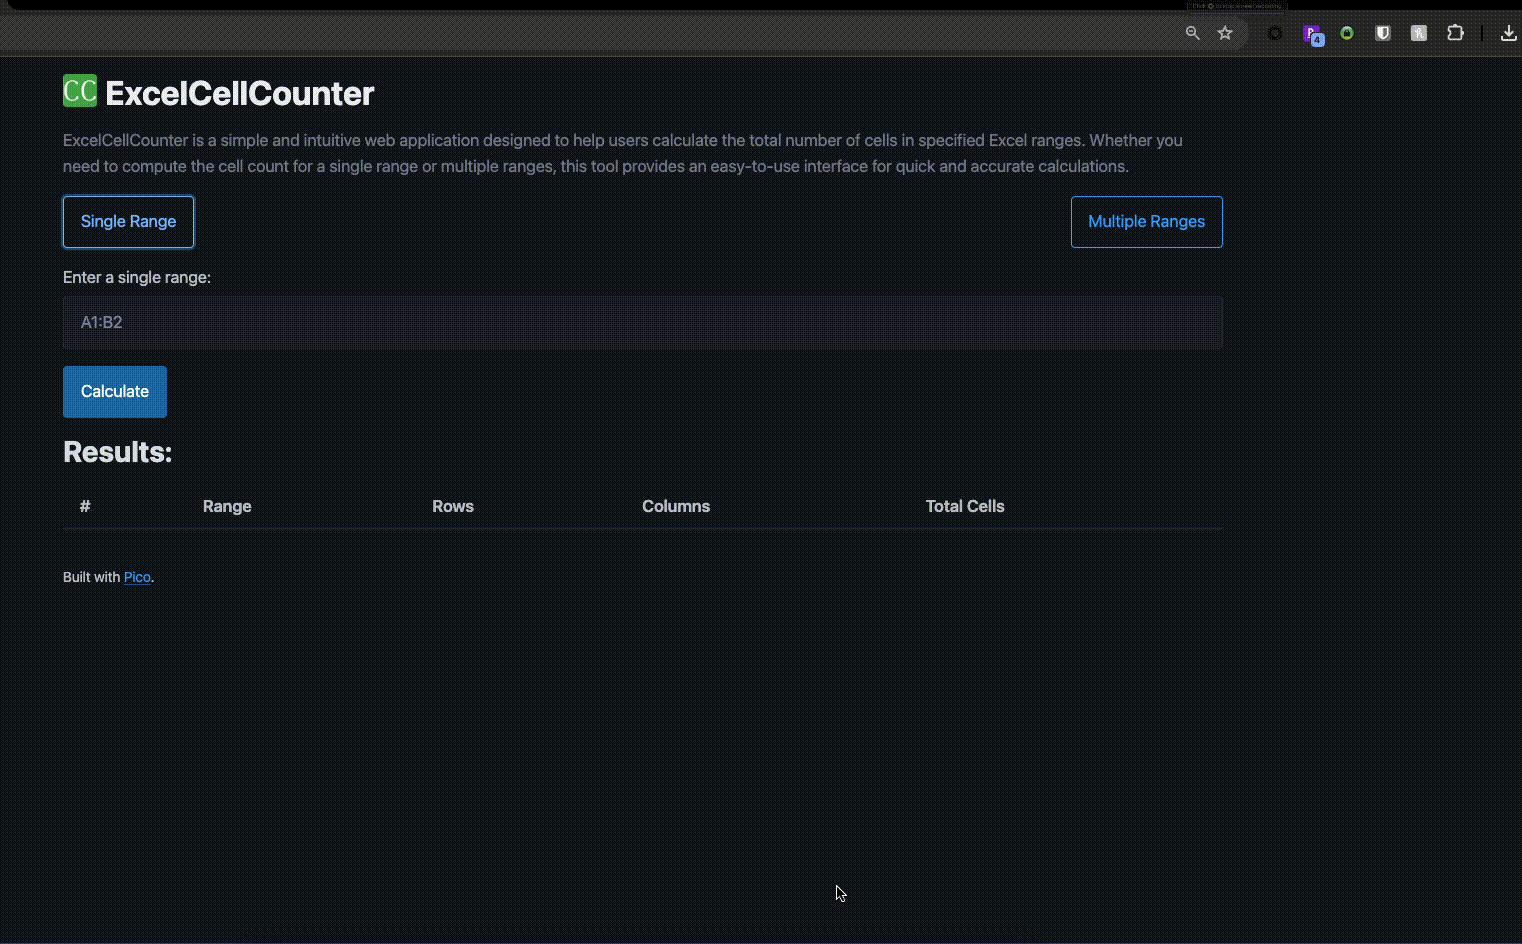 4
CC ExcelCellCounter
ExcelCellCounter is a simple and intuitive web application designed to help users calculate the total number of cells in specified Excel ranges. Whether you
need to compute the cell count for a single range or multiple ranges, this tool provides an easy-to-use interface for quick and accurate calculations.
Single Range
Multiple Ranges
Enter a single range:
A1:B2
Calculate
Results:
# Range Rows Columns Total Cells
Built with Pico.